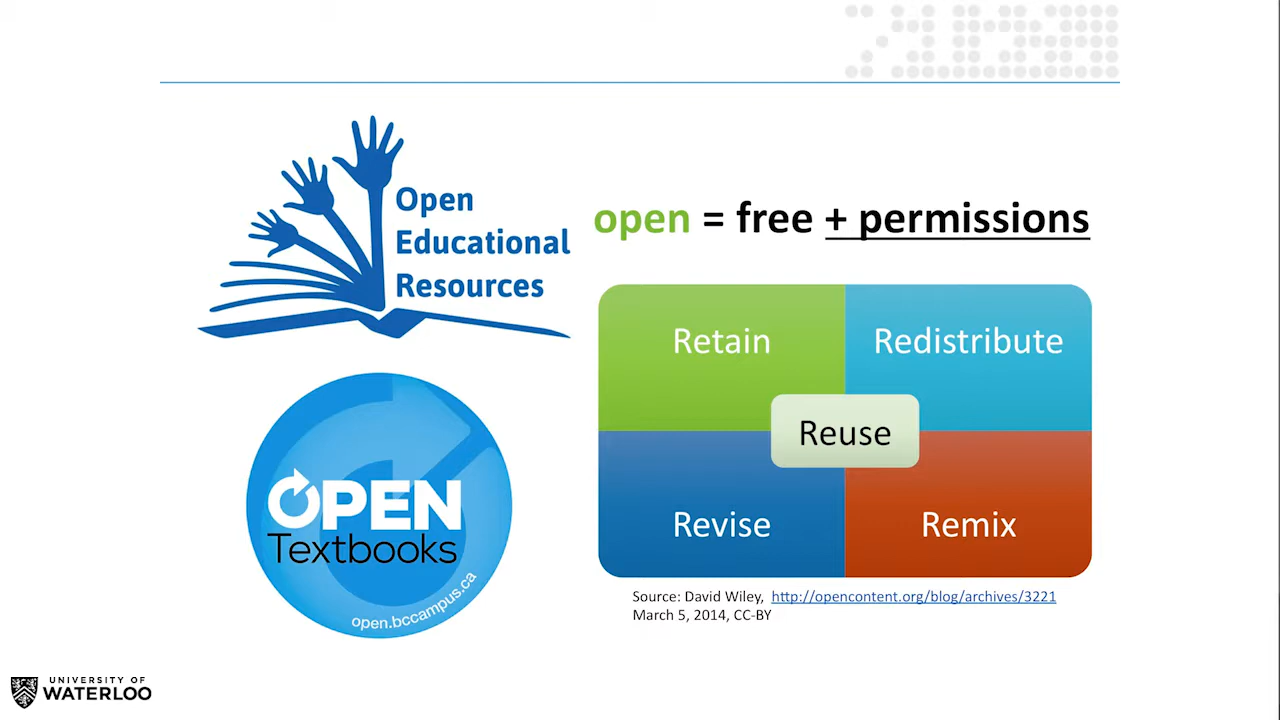 Open
Educational
Resources
open = free + permissions
Retain
Redistribute
Reuse
Revise
Remix
OPEN
Textbooks
open.bccampus.ca
Source: David Wiley, http://opencontent.org/blog/archives/3221
March 5, 2014, CC-BY
UNIVERSITY OF
WATERLOO